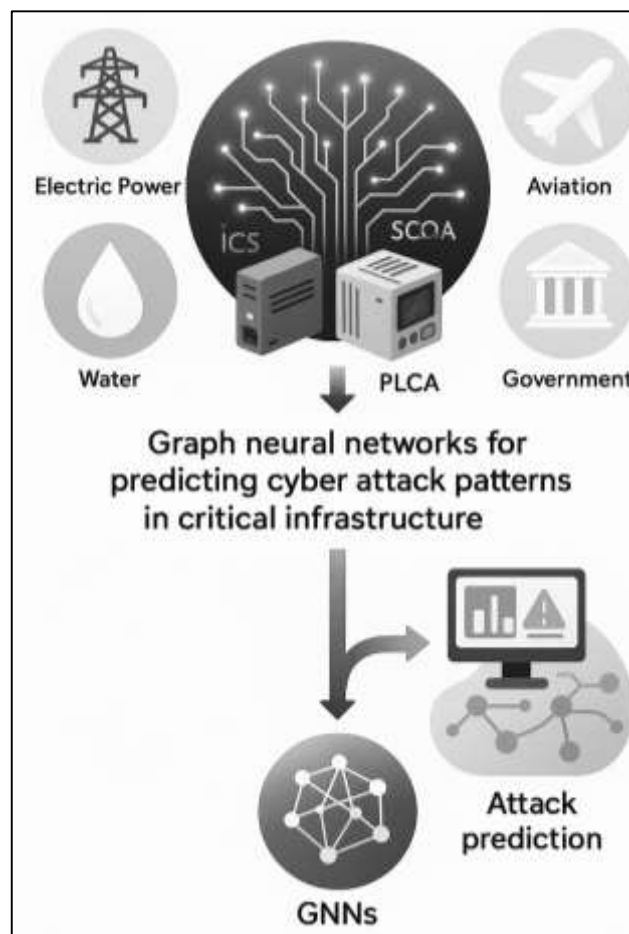 Electric Power
iCS
SCOA
Aviation
Water
PLCA
Government
Graph neural networks for
predicting cyber attack patterns
in critical infrastructure
Attack
prediction
GNNs